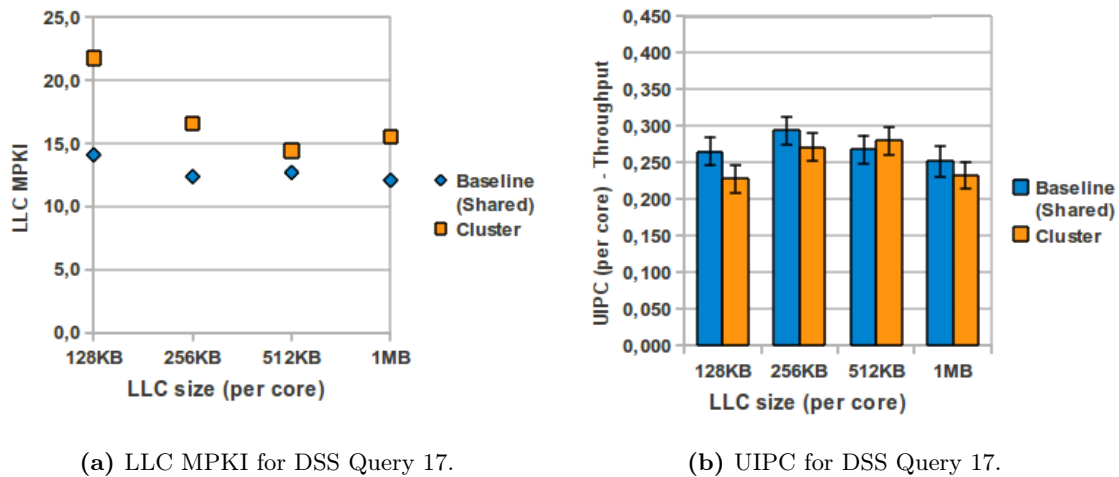 25,0
20,0
15,0
10,0
5,0
0,0
LLC MPKI
128KB 256KB 512KB 1MB
LLC size (per core)
Baseline
(Shared)
Cluster
(a) LLC MPKI for DSS Query 17.
0,450
0,400
0,350
0,300
0,250
0,200
0,150
0,100
0,050
0,000
UIPC (per core) - Throughput
128KB 256KB 512KB 1MB
LLC size (per core)
Baseline
(Shared)
Cluster
(b) UIPC for DSS Query 17.